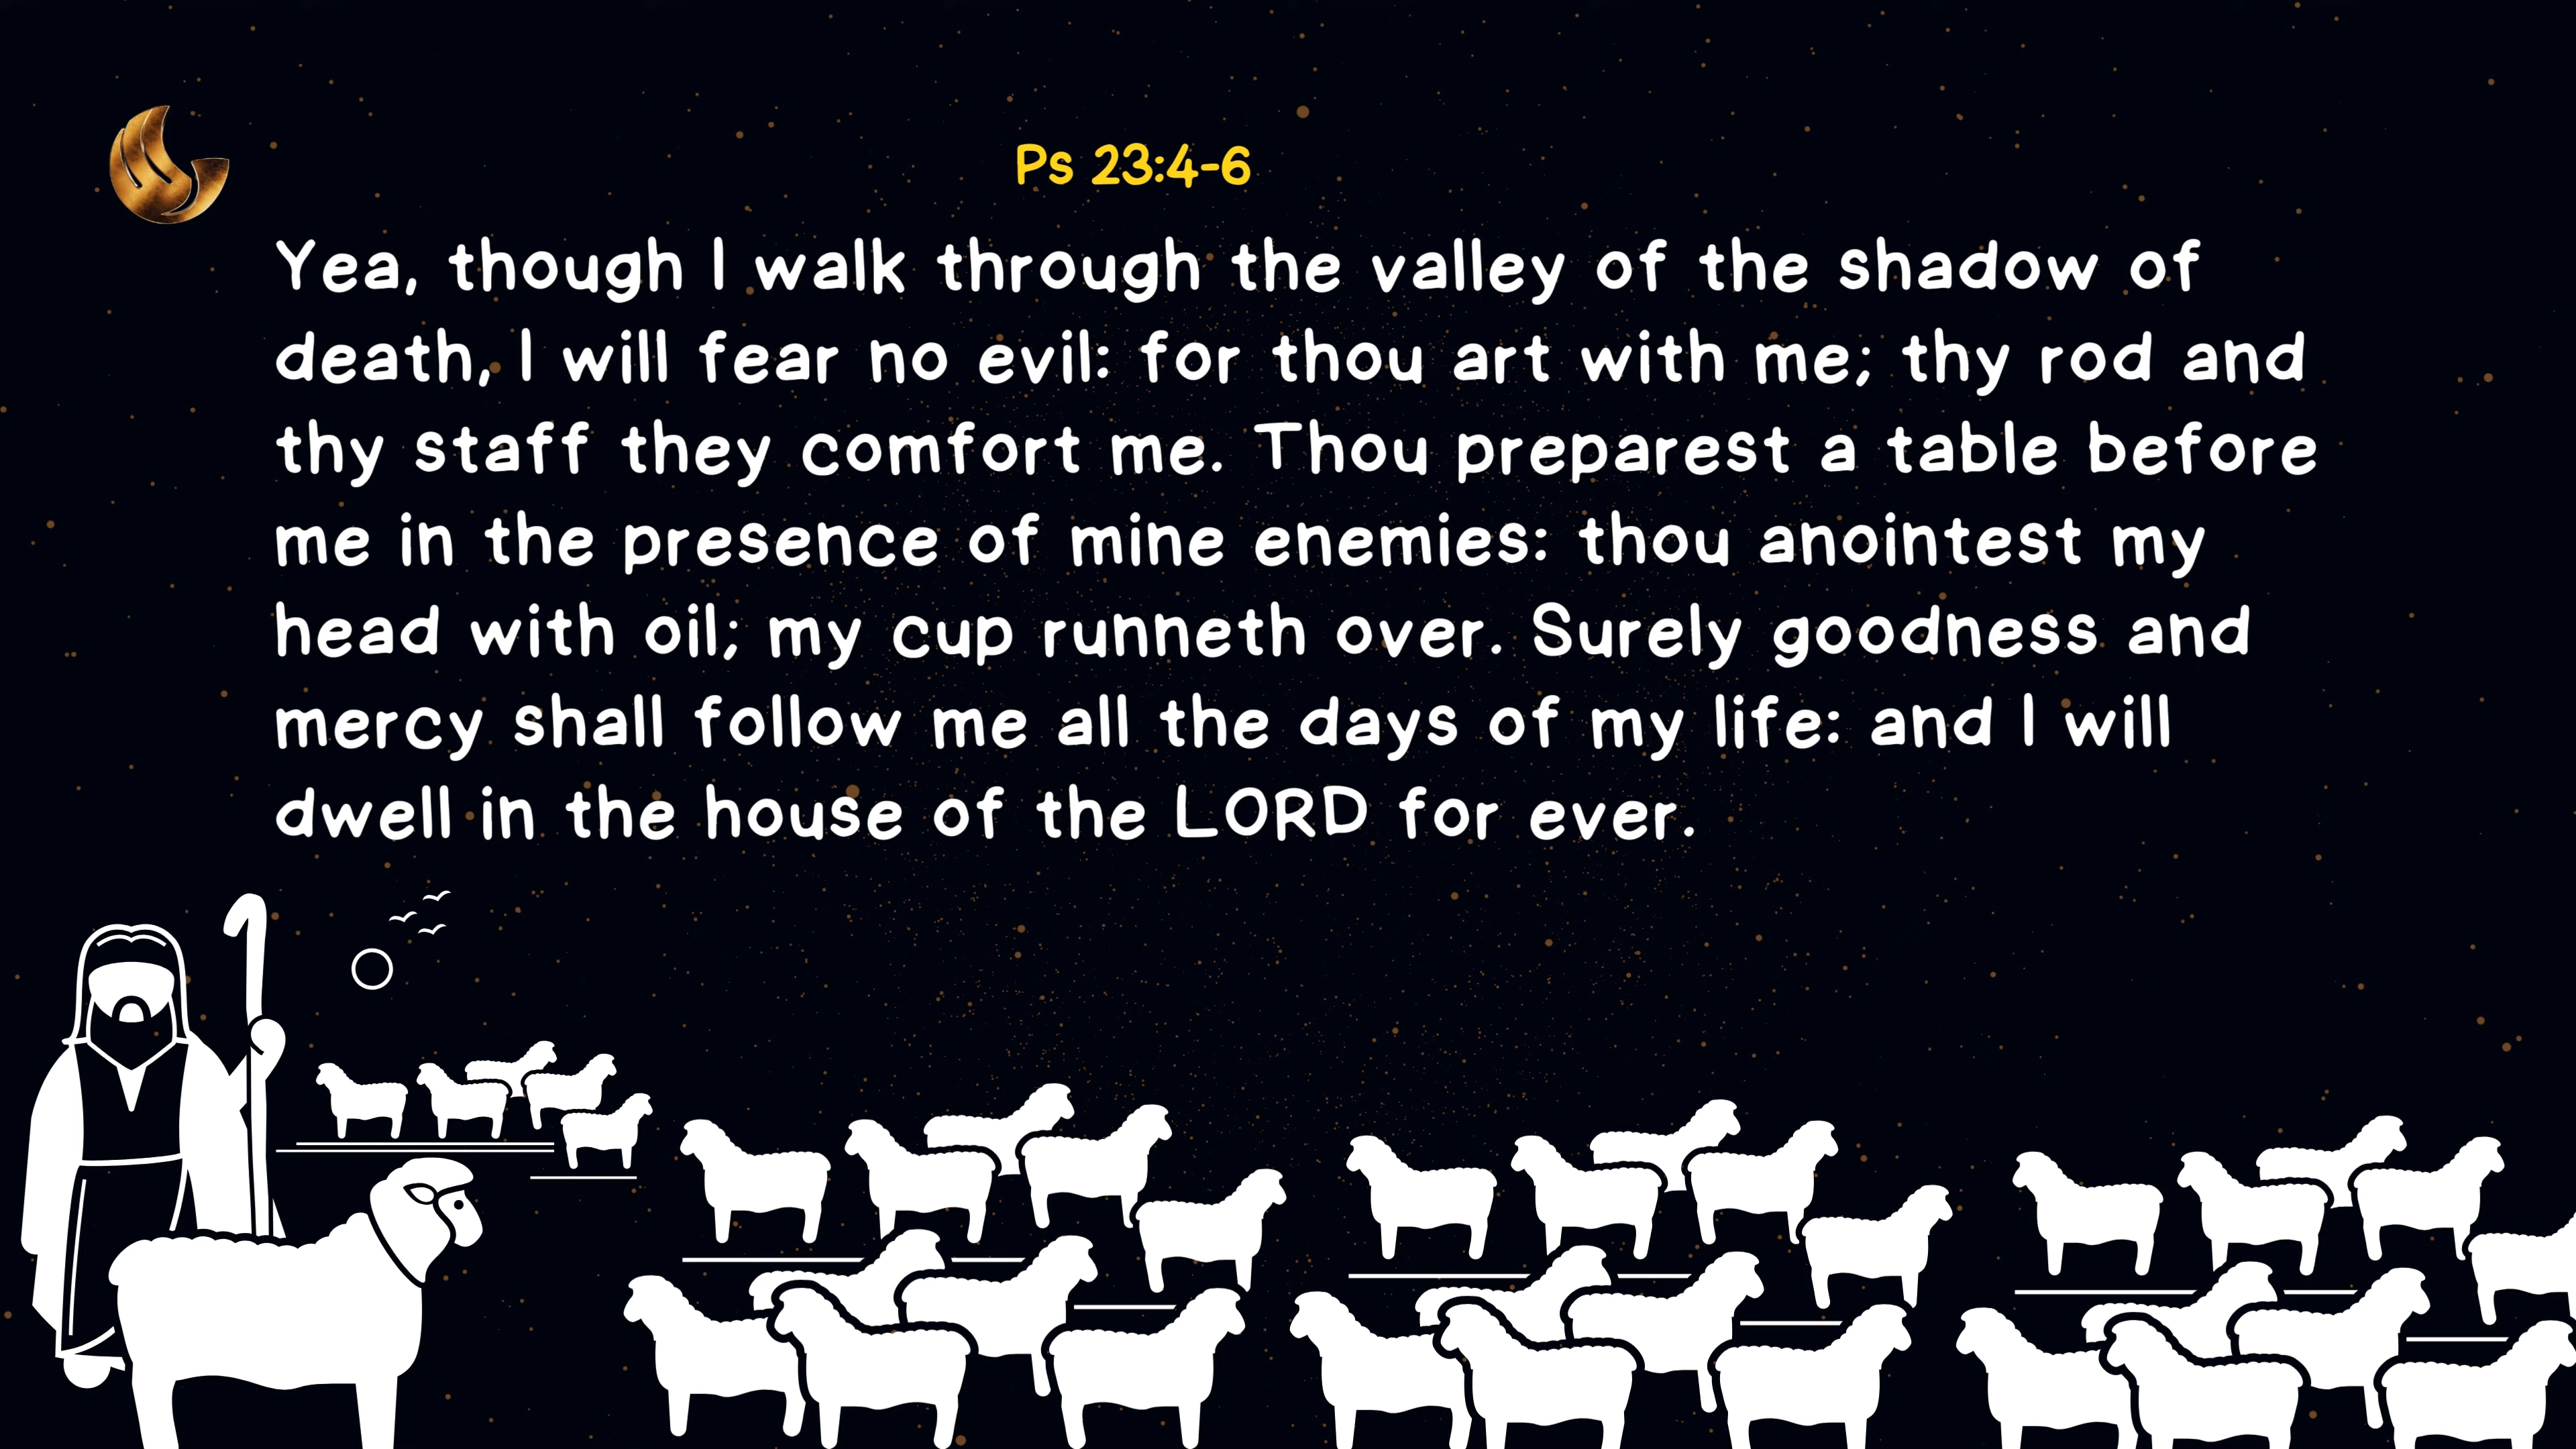 Ps 23:4-6
Yea, though I walk through the valley of the shadow of
death, I will fear no evil: for thou art with me; thy rod and
thy staff they comfort me. Thou preparest a table before
me in the presence of mine enemies: thou anointest my
head with oil; my cup runneth over. Surely goodness and
mercy shall follow me all the days of my life: and I will
dwell in the house of the LORD for ever.